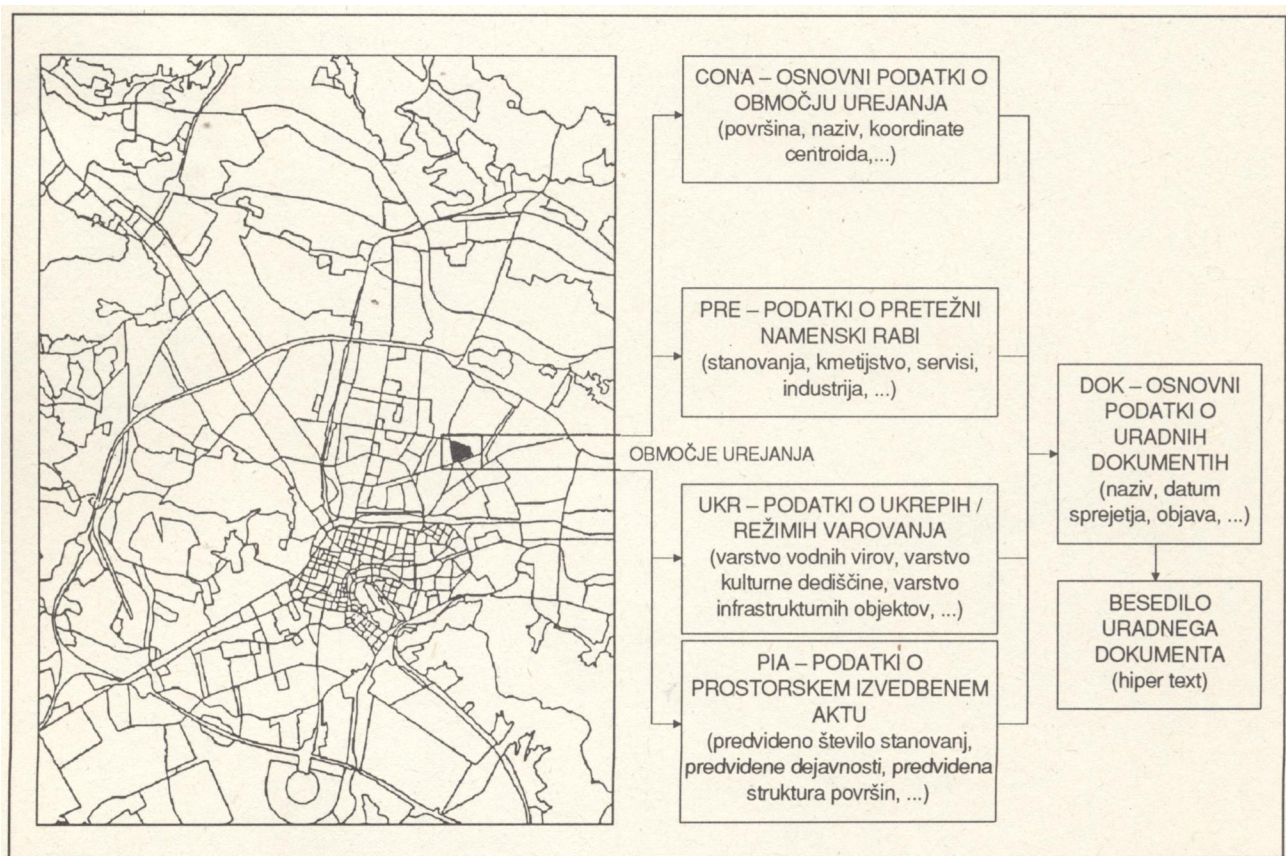 CONA – OSNOVNI PODATKI O
OBMOČJU UREJANJA
(površina, naziv, koordinate
centroida,...)
PRE – PODATKI O PRETEŽNI
NAMENSKI RABI
(stanovanja, kmetijstvo, servisi,
industrija, ...)
OBMOČJE UREJANJA
UKR – PODATKI O UKREPIH /
REŽIMIH VAROVANJA
(varstvo vodnih virov, varstvo
kulturne dediščine, varstvo
infrastrukturnih objektov, ...)
PIA – PODATKI O
PROSTORSKEM IZVEDBENEM
AKTU
(predvideno število stanovanj,
predvidene dejavnosti, predvidena
struktura površin, ...)
DOK – OSNOVNI
PODATKI O
URADNIH
DOKUMENTIH
(naziv, datum
sprejetja, objava, ...)
BESEDILO
URADNEGA
DOKUMENTA
(hiper text)